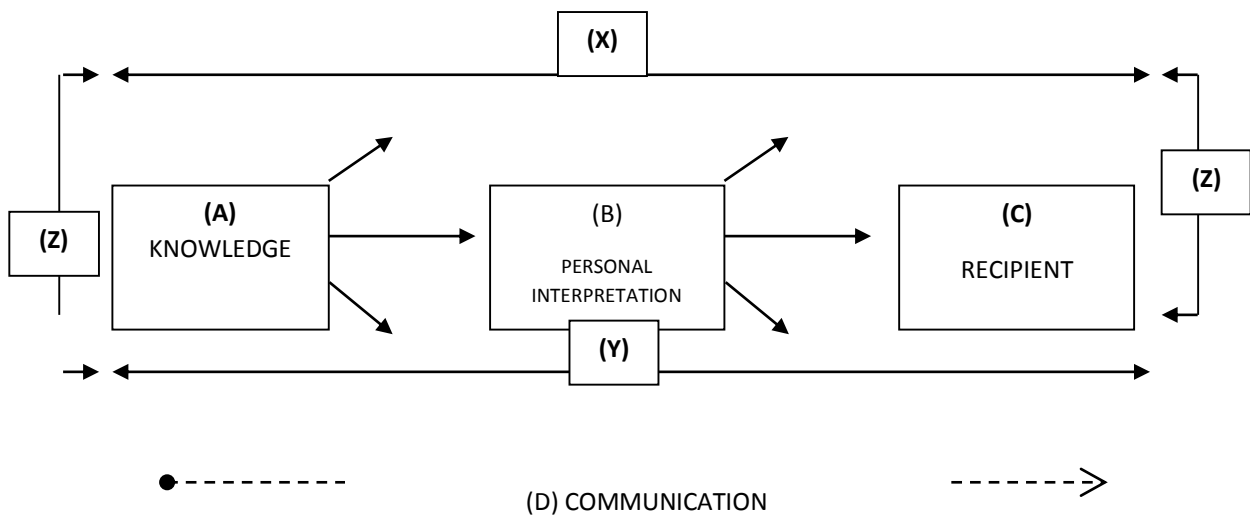 (X)
(Z)
(Z)
(A)
KNOWLEDGE
(B)
PERSONAL
INTERPRETATION
(C)
RECIPIENT
(Y)
(D) COMMUNICATION